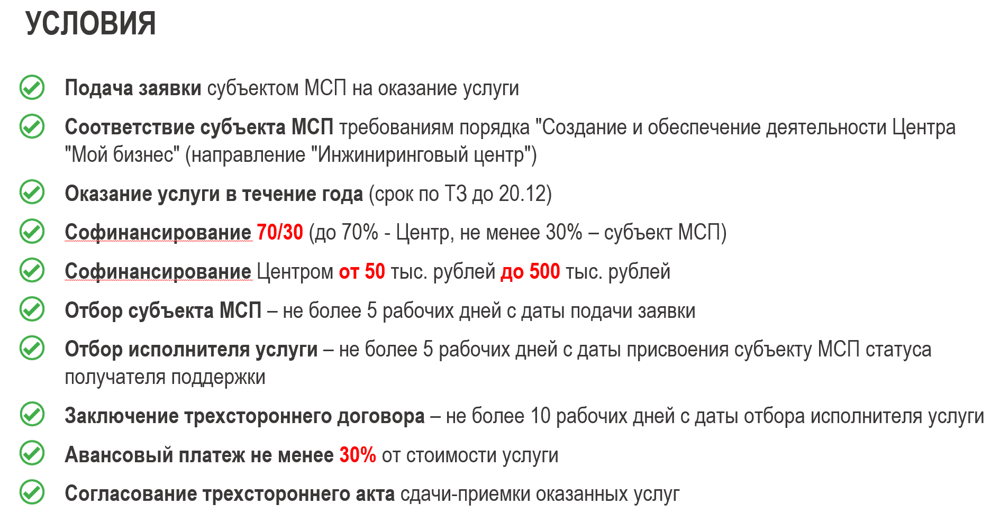 УСЛОВИЯ
Подача заявки субъектом МСП на оказание услуги
Соответствие субъекта МСП требованиям порядка "Создание и обеспечение деятельности Центра
"Мой бизнес" (направление "Инжиниринговый центр")
Оказание услуги в течение года (срок по ТЗ до 20.12)
Софинансирование 70/30 (до 70% - Центр, не менее 30% – субъект МСП)
Софинансирование Центром от 50 тыс. рублей до 500 тыс. рублей
Отбор субъекта МСП – не более 5 рабочих дней с даты подачи заявки
Отбор исполнителя услуги – не более 5 рабочих дней с даты присвоения субъекту МСП статуса
получателя поддержки
Заключение трехстороннего договора – не более 10 рабочих дней с даты отбора исполнителя услуги
Авансовый платеж не менее 30% от стоимости услуги
Согласование трехстороннего акта сдачи-приемки оказанных услуг